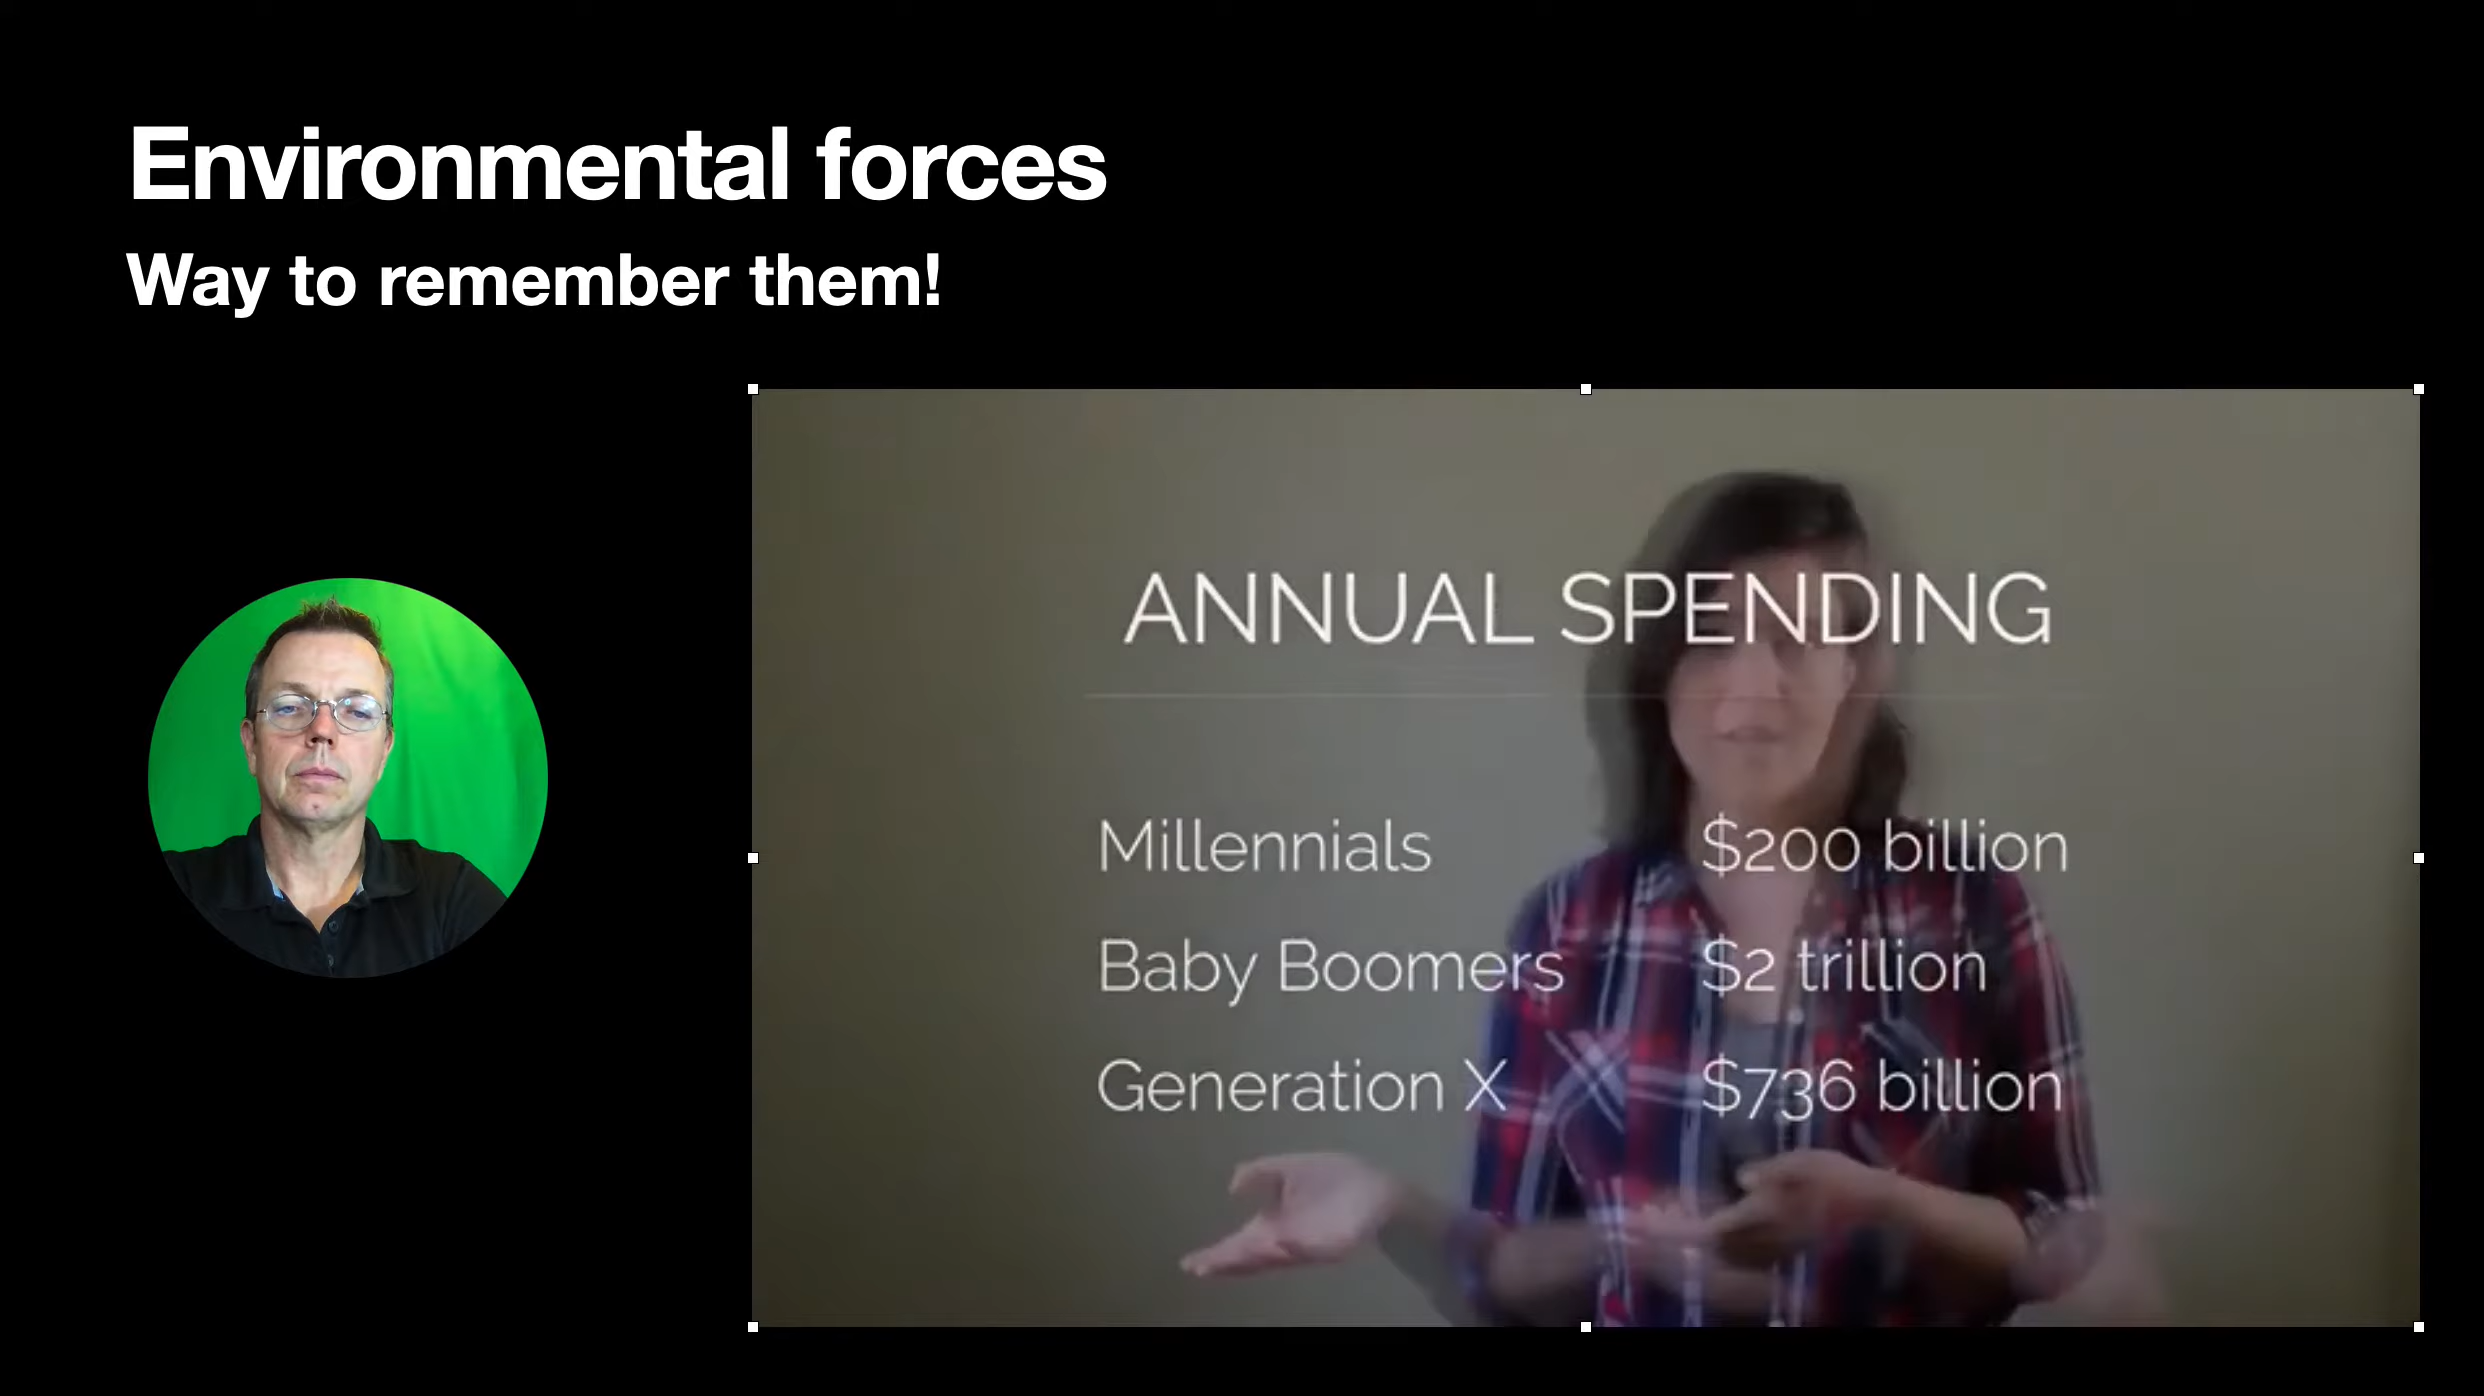 Environmental forces
Way to remember them!
ANNUAL SPENDING
Millennials $200 billion
Baby Boomers $2 trillion
Generation X $736 billion